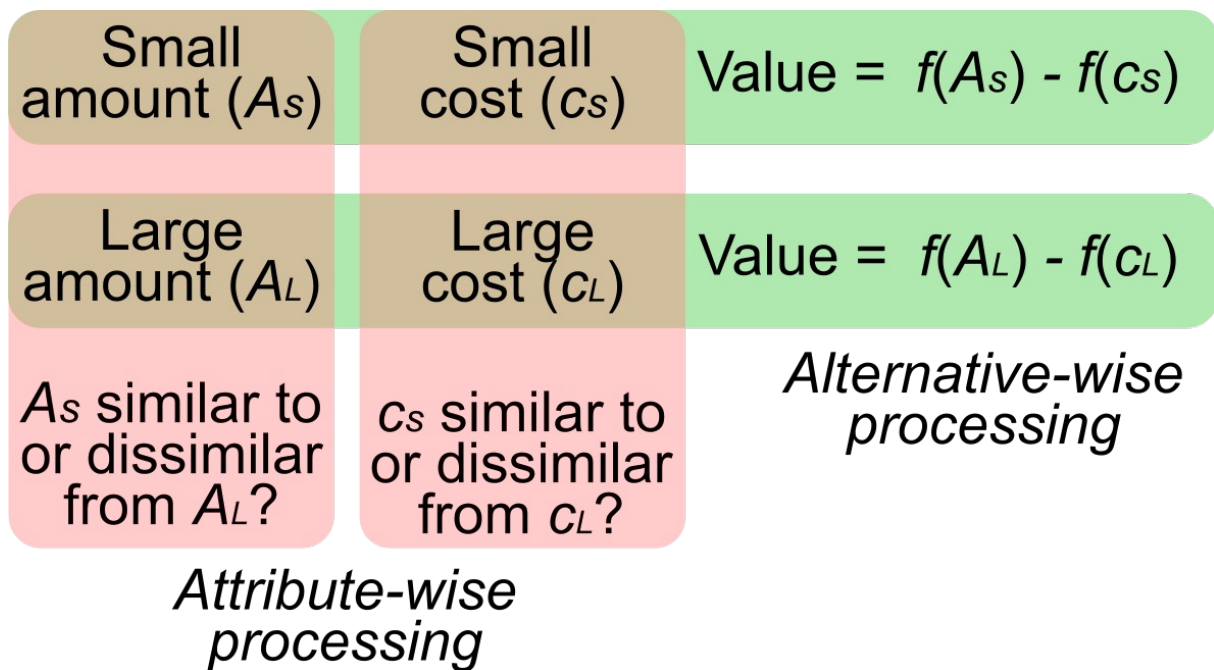 Small
amount (As)
Small
cost (cs)
Value = f(As) - f(cs)
Large
amount (AL)
Large
cost (cL)
Value = f(AL) - f(cL)
Alternative-wise
processing
As similar to
or dissimilar
from AL?
cs similar to
or dissimilar
from cL?
Attribute-wise
processing